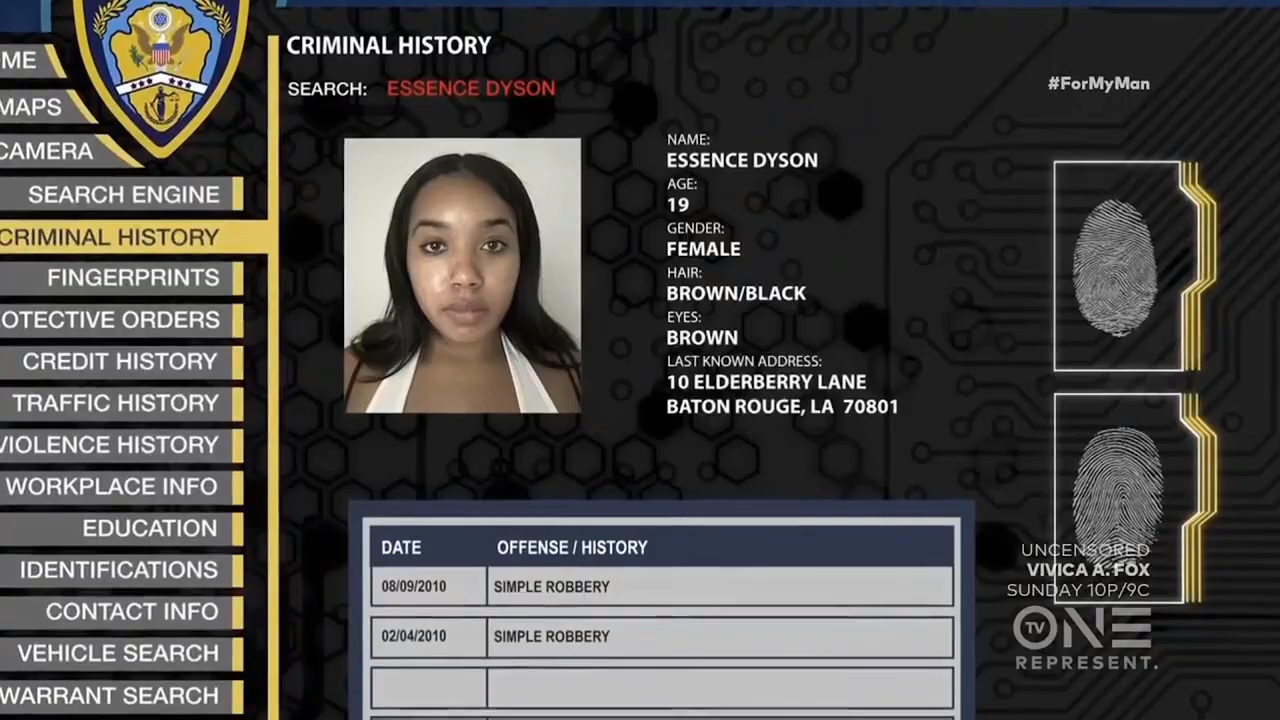 ME
MAPS
CAMERA
SEARCH ENGINE
CRIMINAL HISTORY
FINGERPRINTS
OTECTIVE ORDERS
CREDIT HISTORY
TRAFFIC HISTORY
VIOLENCE HISTORY
WORKPLACE INFO
EDUCATION
IDENTIFICATIONS
CONTACT INFO
VEHICLE SEARCH
WARRANT SEARCH
CRIMINAL HISTORY
SEARCH: ESSENCE DYSON
NAME:
ESSENCE DYSON
AGE:
19
GENDER:
FEMALE
HAIR:
BROWN/BLACK
EYES:
BROWN
LAST KNOWN ADDRESS:
10 ELDERBERRY LANE
BATON ROUGE, LA 70801
DATE OFFENSE / HISTORY
08/09/2010 SIMPLE ROBBERY
02/04/2010 SIMPLE ROBBERY
#ForMyMan
UNCENSORED
VIVICA A. FOX
SUNDAY 10P/9C
TV ONE
REPRESENT.